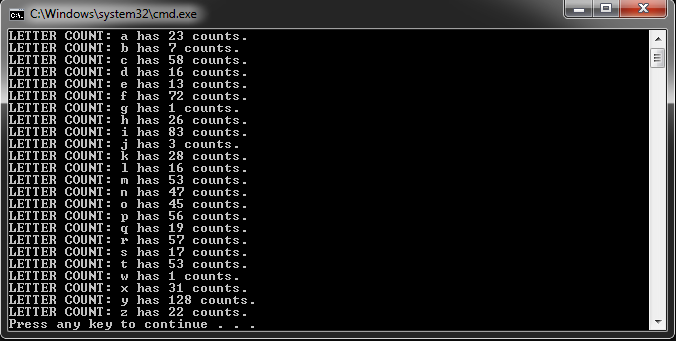 C:\Windows\system32\cmd.exe
LETTER COUNT: a has 23 counts.
LETTER COUNT: b has 7 counts.
LETTER COUNT: c has 58 counts.
LETTER COUNT: d has 16 counts.
LETTER COUNT: e has 13 counts.
LETTER COUNT: f has 72 counts.
LETTER COUNT: g has 1 counts.
LETTER COUNT: h has 26 counts.
LETTER COUNT: i has 83 counts.
LETTER COUNT: j has 3 counts.
LETTER COUNT: k has 28 counts.
LETTER COUNT: l has 16 counts.
LETTER COUNT: m has 53 counts.
LETTER COUNT: n has 47 counts.
LETTER COUNT: o has 45 counts.
LETTER COUNT: p has 56 counts.
LETTER COUNT: q has 19 counts.
LETTER COUNT: r has 57 counts.
LETTER COUNT: s has 17 counts.
LETTER COUNT: t has 53 counts.
LETTER COUNT: w has 1 counts.
LETTER COUNT: x has 31 counts.
LETTER COUNT: y has 128 counts.
LETTER COUNT: z has 22 counts.
Press any key to continue . . .